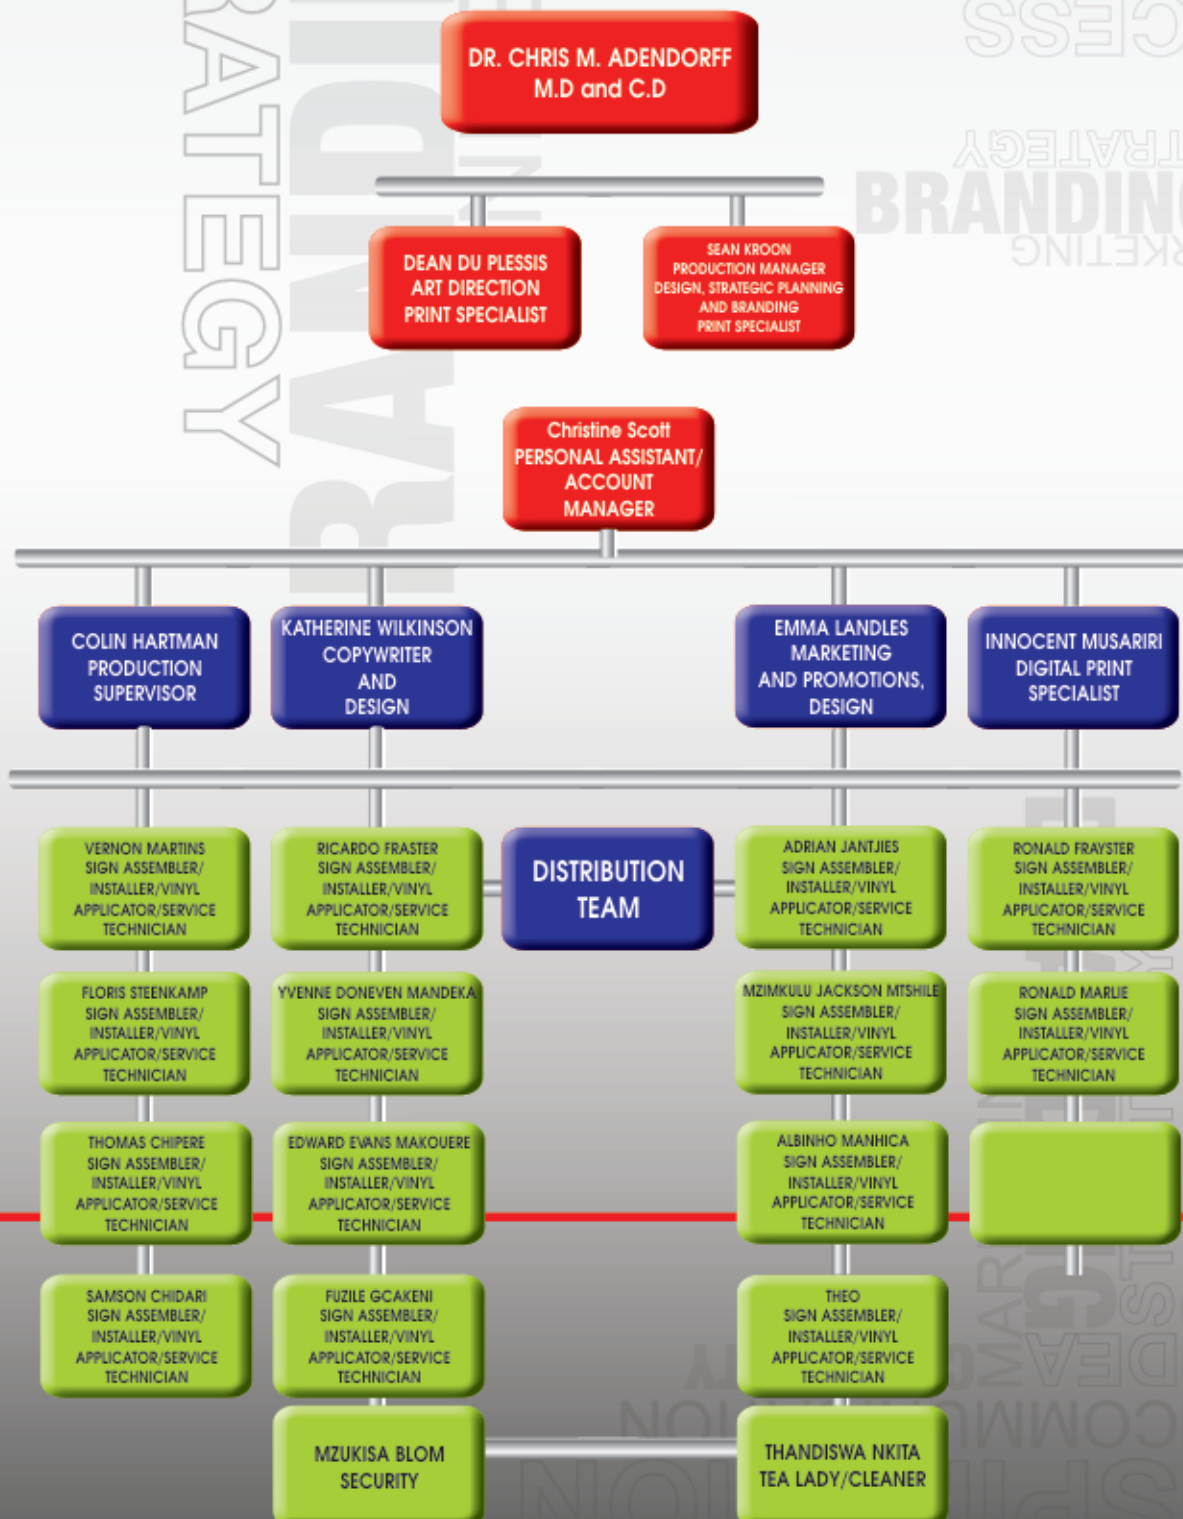 DR. CHRIS M. ADENDORFF
M.D and C.D
DEAN DU PLESSIS
ART DIRECTION
PRINT SPECIALIST
SEAN KROON
PRODUCTION MANAGER
DESIGN, STRATEGIC PLANNING
AND BRANDING
PRINT SPECIALIST
Christine Scott
PERSONAL ASSISTANT/
ACCOUNT
MANAGER
COLIN HARTMAN
PRODUCTION
SUPERVISOR
KATHERINE WILKINSON
COPYWRITER
AND
DESIGN
EMMA LANDLES
MARKETING
AND PROMOTIONS,
DESIGN
INNOCENT MUSARIRI
DIGITAL PRINT
SPECIALIST
VERNON MARTINS
SIGN ASSEMBLER/
INSTALLER/VINYL
APPLICATOR/SERVICE
TECHNICIAN
RICARDO FRASTER
SIGN ASSEMBLER/
INSTALLER/VINYL
APPLICATOR/SERVICE
TECHNICIAN
DISTRIBUTION
TEAM
ADRIAN JANTJIES
SIGN ASSEMBLER/
INSTALLER/VINYL
APPLICATOR/SERVICE
TECHNICIAN
RONALD FRAYSTER
SIGN ASSEMBLER/
INSTALLER/VINYL
APPLICATOR/SERVICE
TECHNICIAN
FLORIS STEENKAMP
SIGN ASSEMBLER/
INSTALLER/VINYL
APPLICATOR/SERVICE
TECHNICIAN
YVENNE DONEVEN MANDEKA
SIGN ASSEMBLER/
INSTALLER/VINYL
APPLICATOR/SERVICE
TECHNICIAN
MZIMKULU JACKSON MTSHILE
SIGN ASSEMBLER/
INSTALLER/VINYL
APPLICATOR/SERVICE
TECHNICIAN
RONALD MARLIE
SIGN ASSEMBLER/
INSTALLER/VINYL
APPLICATOR/SERVICE
TECHNICIAN
THOMAS CHIPERE
SIGN ASSEMBLER/
INSTALLER/VINYL
APPLICATOR/SERVICE
TECHNICIAN
EDWARD EVANS MAKOUERE
SIGN ASSEMBLER/
INSTALLER/VINYL
APPLICATOR/SERVICE
TECHNICIAN
ALBINHO MANHICA
SIGN ASSEMBLER/
INSTALLER/VINYL
APPLICATOR/SERVICE
TECHNICIAN
SAMSON CHIDARI
SIGN ASSEMBLER/
INSTALLER/VINYL
APPLICATOR/SERVICE
TECHNICIAN
FUZILE GCAKENI
SIGN ASSEMBLER/
INSTALLER/VINYL
APPLICATOR/SERVICE
TECHNICIAN
THEO
SIGN ASSEMBLER/
INSTALLER/VINYL
APPLICATOR/SERVICE
TECHNICIAN
MZUKISA BLOM
SECURITY
THANDISWA NKITA
TEA LADY/CLEANER